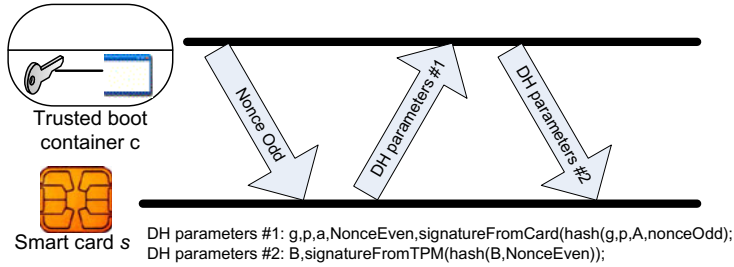 Nonce Odd
DH parameters #1
DH parameters #2
Trusted boot
container c
Smart card s
DH parameters #1: g,p,a,NonceEven,signatureFromCard(hash(g,p,A,nonceOdd);
DH parameters #2: B,signatureFromTPM(hash(B,NonceEven));